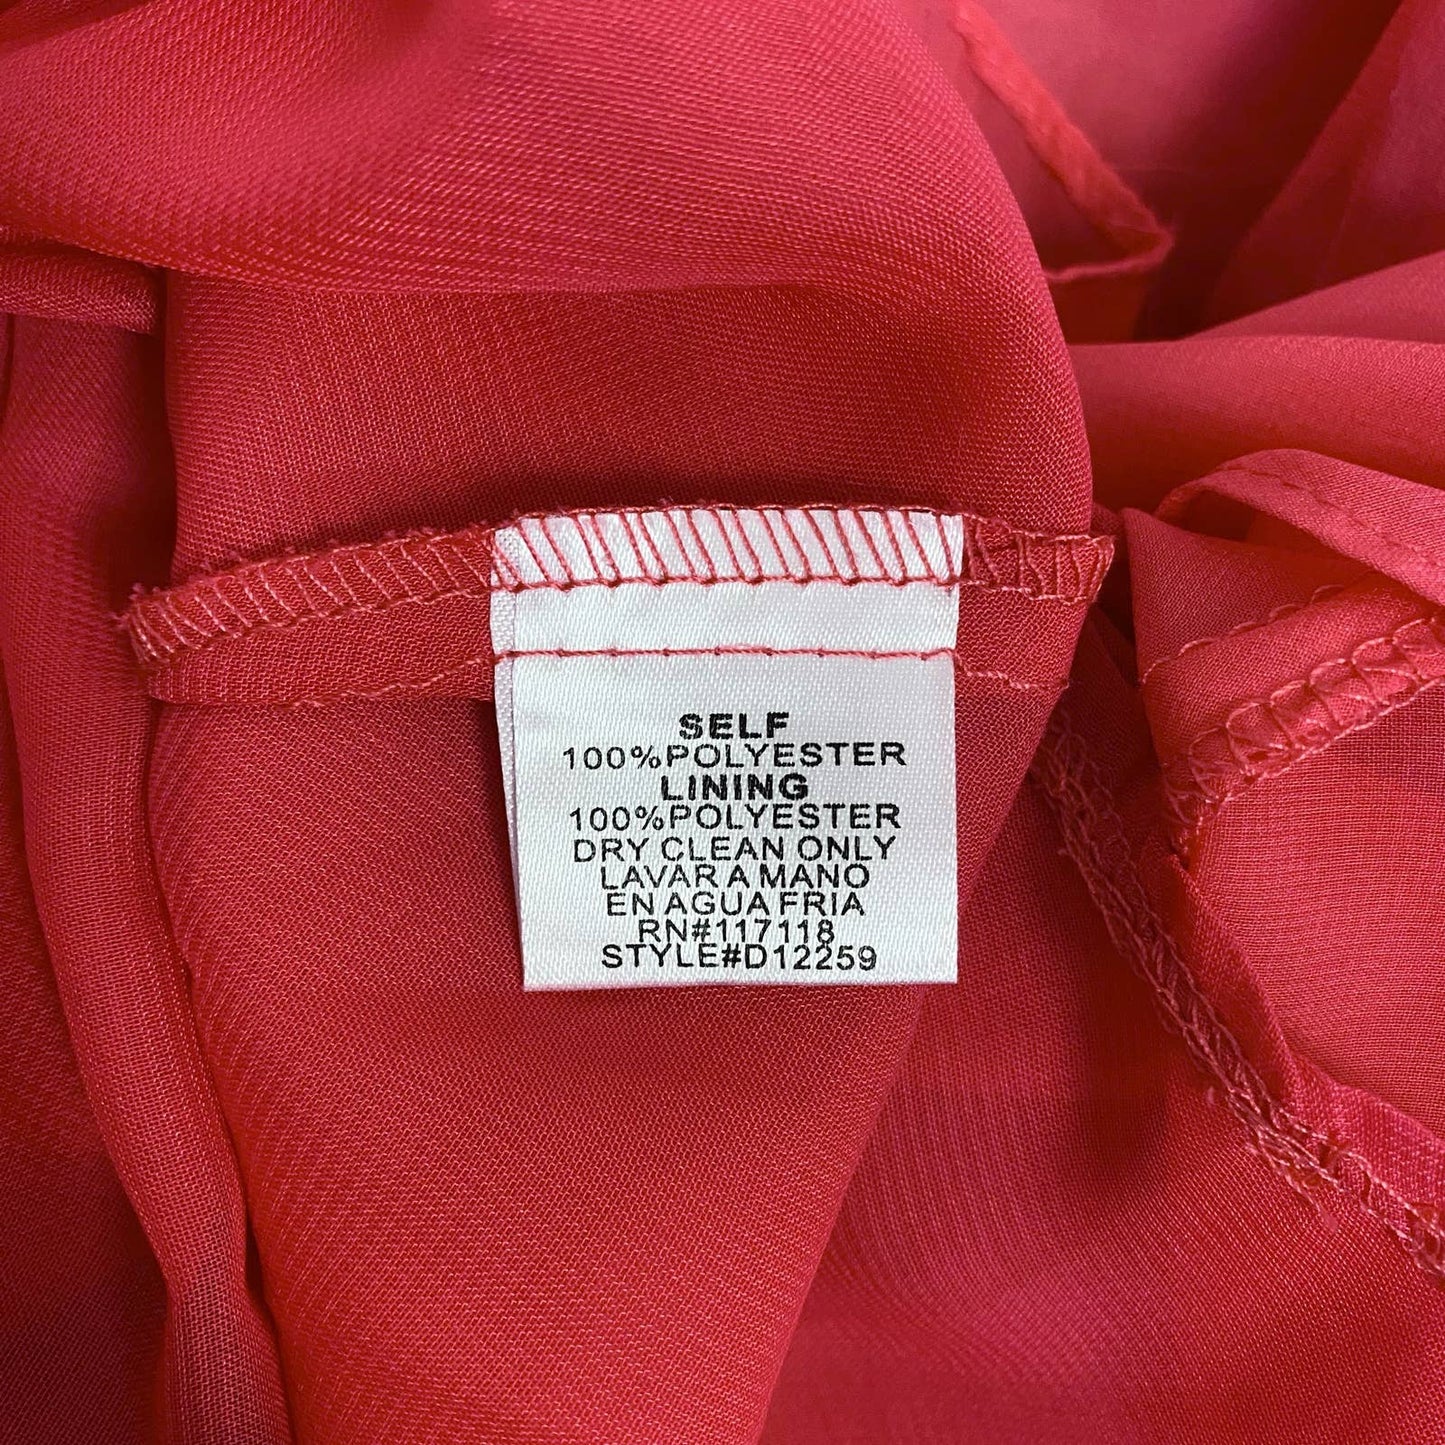 SELF
100%POLYESTER
LINING
100%POLYESTER
DRY CLEAN ONLY
LAVAR A MANO
EN AGUA FRIA
RN#117118
STYLE#D12259